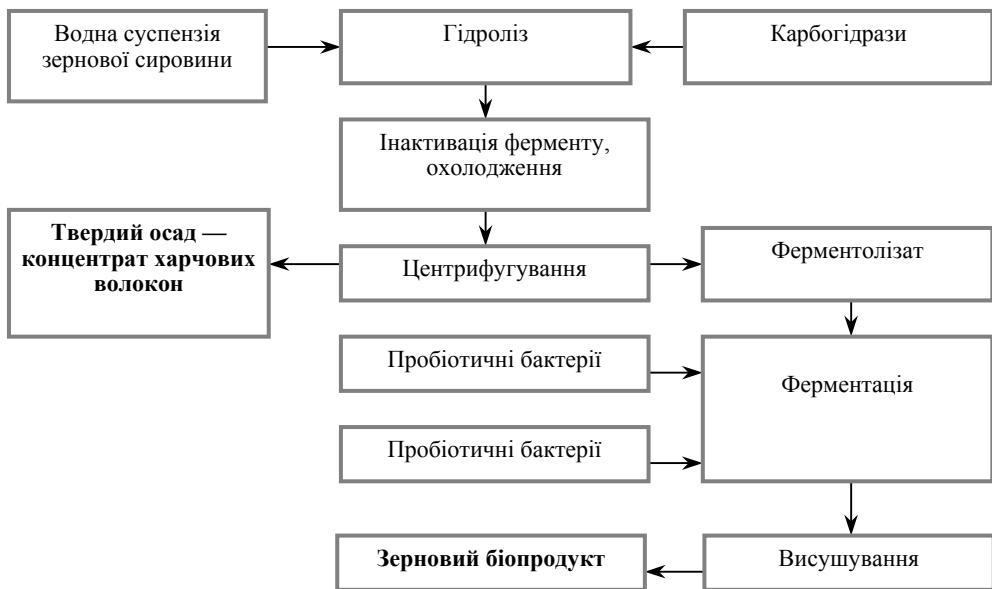 Водна суспензія
зернової сировини
Гідроліз
Карбогідрази
Інактивація ферменту,
охолодження
Твердий осад —
концентрат харчових
волокон
Центрифугування
Ферментолізат
Пробіотичні бактерії
Ферментація
Пробіотичні бактерії
Зерновий біопродукт
Висушування